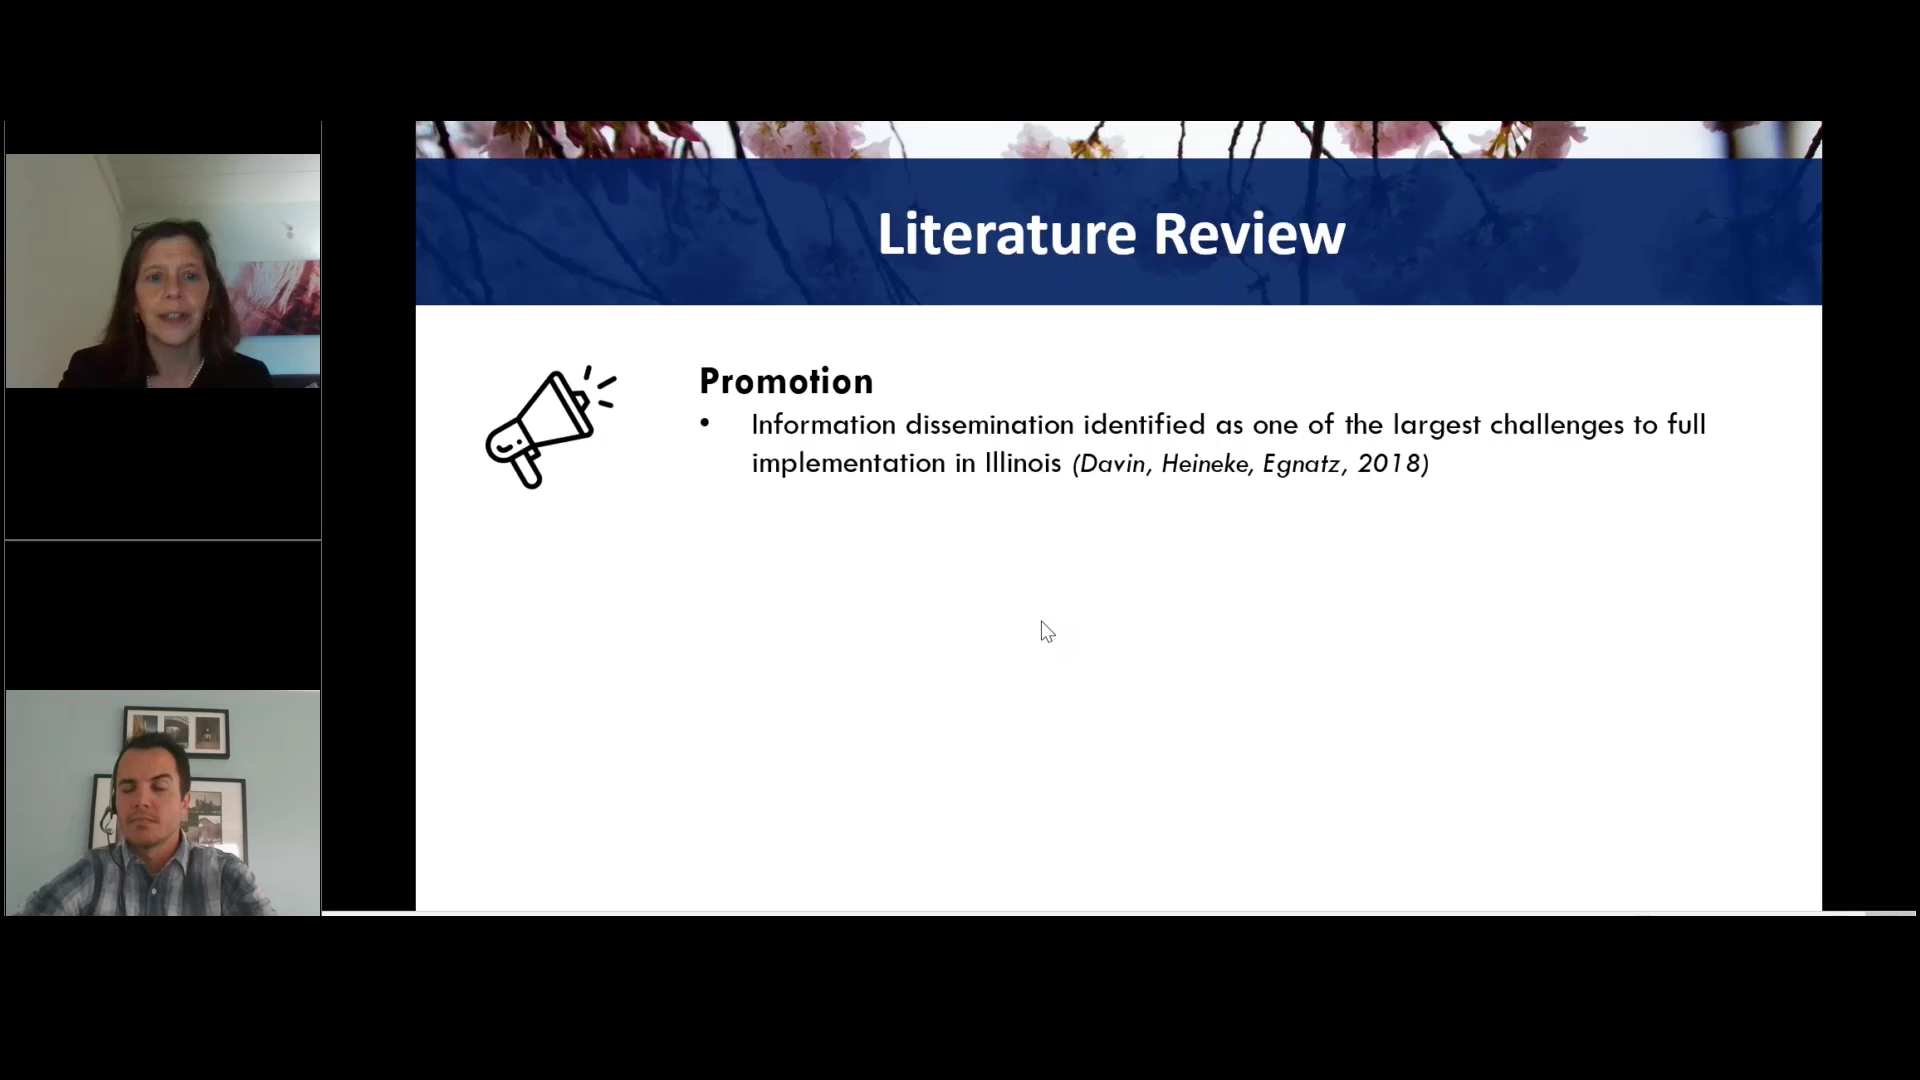 Literature Review
Promotion
• Information dissemination identified as one of the largest challenges to full
implementation in Illinois (Davin, Heineke, Egnatz, 2018)